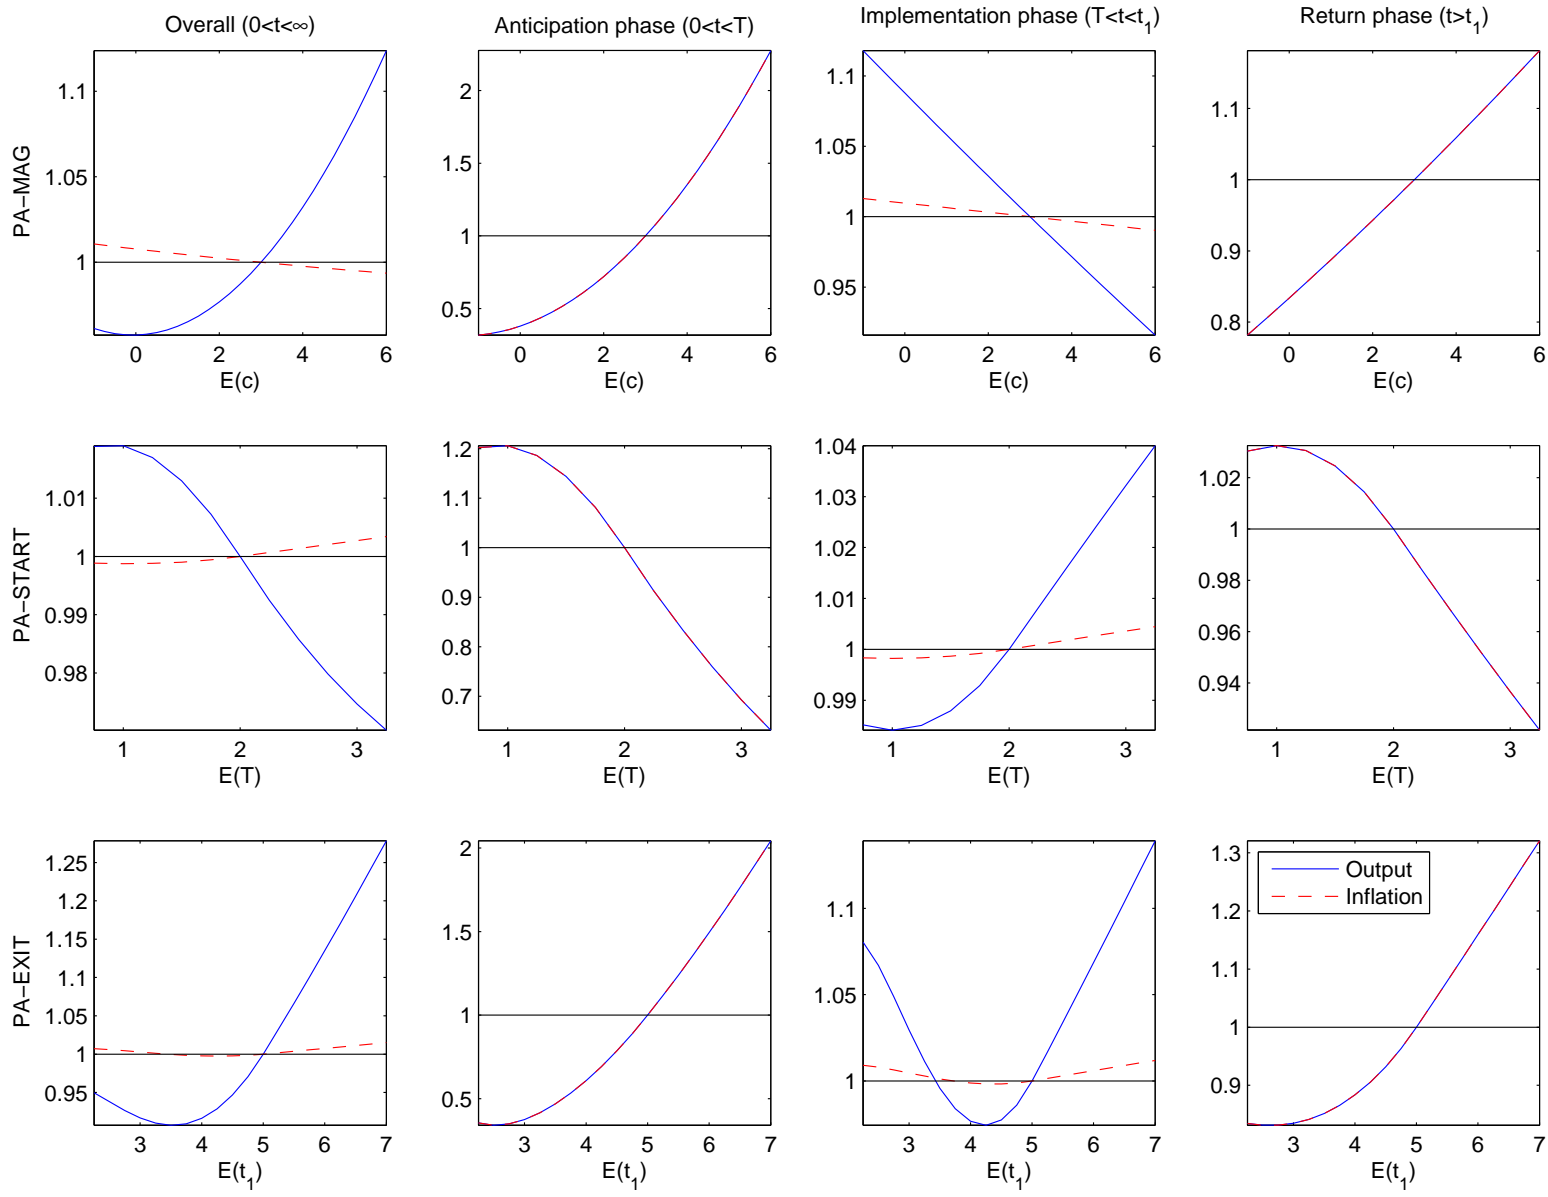 Overall (0<t<∞)
Anticipation phase (0<t<T)
Implementation phase (T<t<t1)
Return phase (t>t1)
PA−MAG
1.1
1.05
1
0 2 4 6
E(c)
2
1.5
1
0.5
0 2 4 6
E(c)
1.1
1.05
1
0.95
0 2 4 6
E(c)
1.1
1
0.9
0.8
0 2 4 6
E(c)
PA−START
1.01
1
0.99
0.98
1 2 3
E(T)
1.2
1.1
1
0.9
0.8
0.7
1 2 3
E(T)
1.04
1.03
1.02
1.01
1
0.99
1 2 3
E(T)
1.02
1
0.98
0.96
0.94
1 2 3
E(T)
PA−EXIT
1.25
1.2
1.15
1.1
1.05
1
0.95
3 4 5 6 7
E(t1)
2
1.5
1
0.5
3 4 5 6 7
E(t1)
1.1
1.05
1
3 4 5 6 7
E(t1)
1.3
1.2
1.1
1
0.9
3 4 5 6 7
E(t1)
Output
Inflation